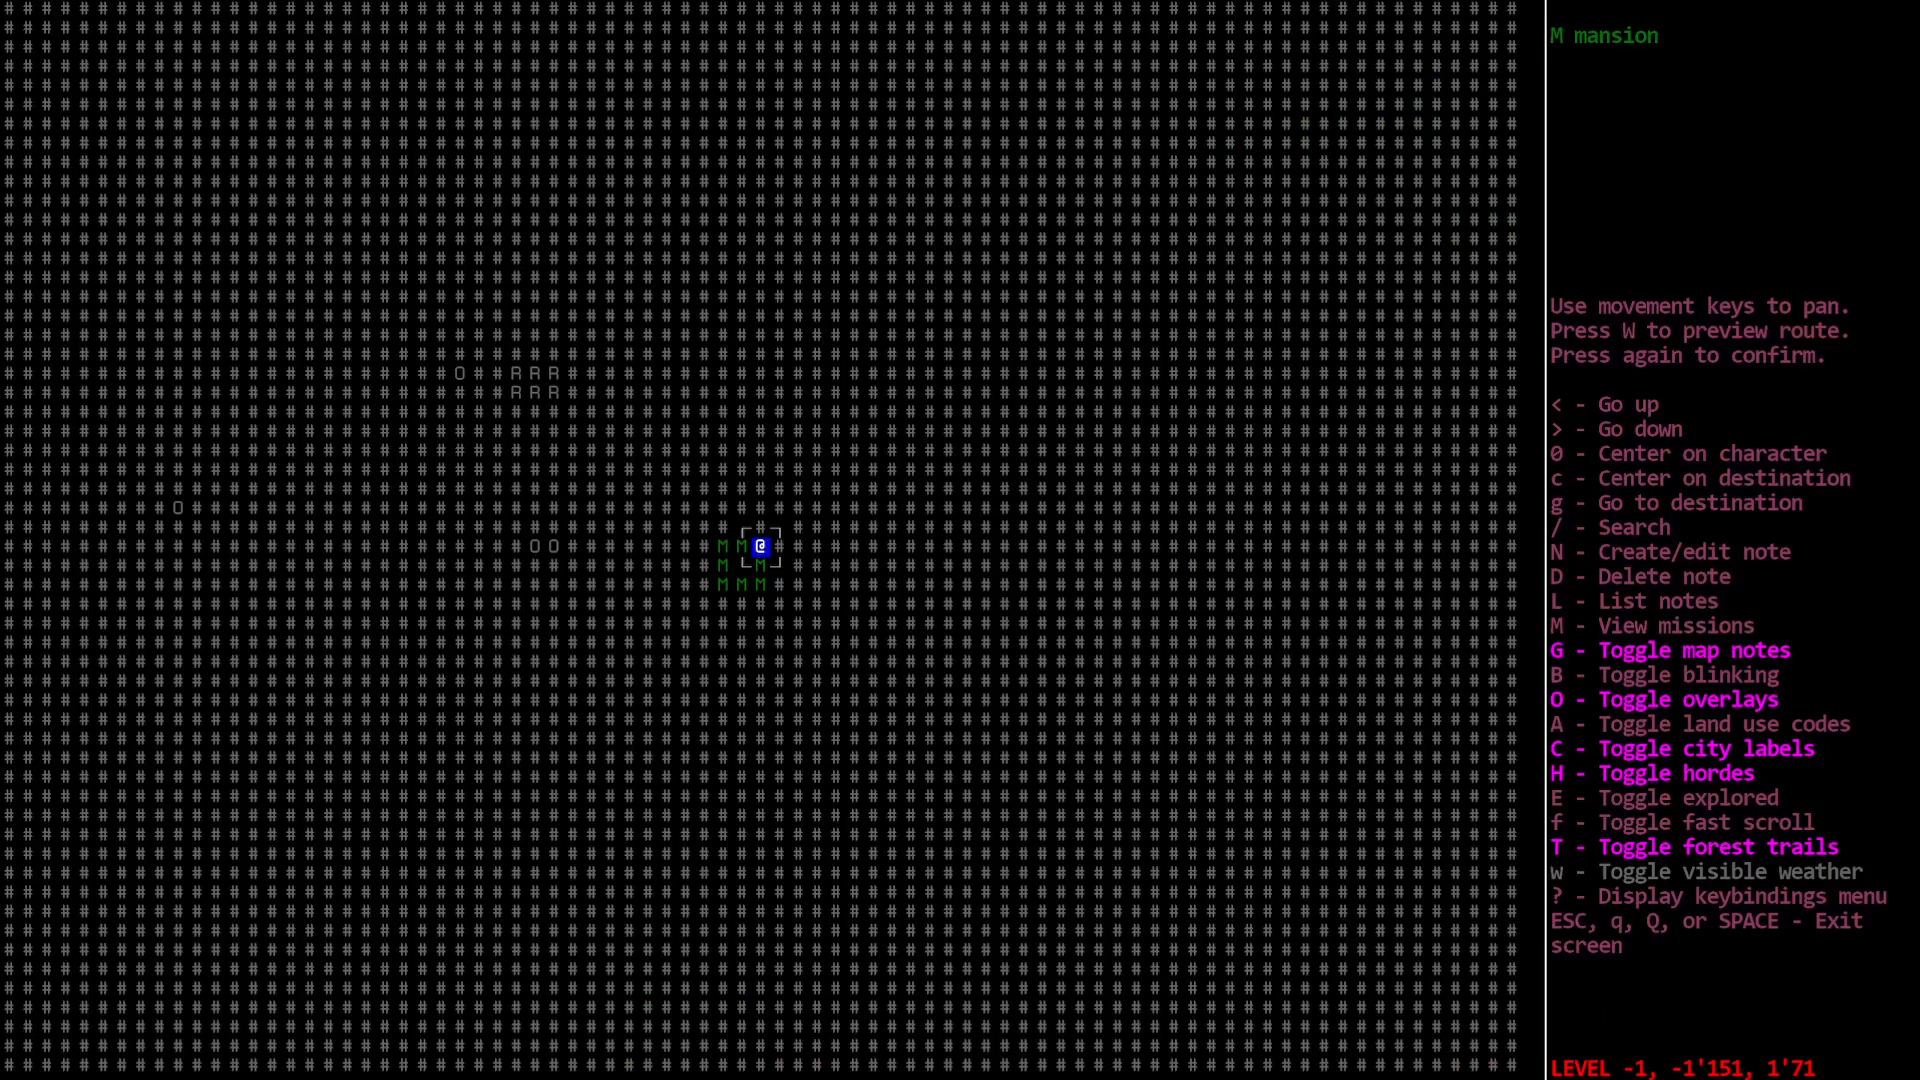 M mansion
Use movement keys to pan.
Press W to preview route.
Press again to confirm.
< - Go up
> - Go down
0 - Center on character
c - Center on destination
g - Go to destination
/ - Search
N - Create/edit note
D - Delete note
L - List notes
M - View missions
G - Toggle map notes
B - Toggle blinking
O - Toggle overlays
A - Toggle land use codes
C - Toggle city labels
H - Toggle hordes
E - Toggle explored
f - Toggle fast scroll
T - Toggle forest trails
w - Toggle visible weather
? - Display keybindings menu
ESC, q, Q, or SPACE - Exit
screen
LEVEL -1, -1'151, 1'71
O R R R
R R R
O
O O M M @
M M
M M M